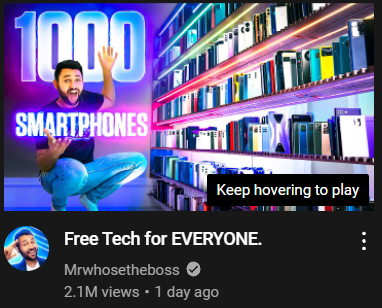 1000
SMARTPHONES
Keep hovering to play
Free Tech for EVERYONE.
Mrwhosetheboss
2.1M views • 1 day ago